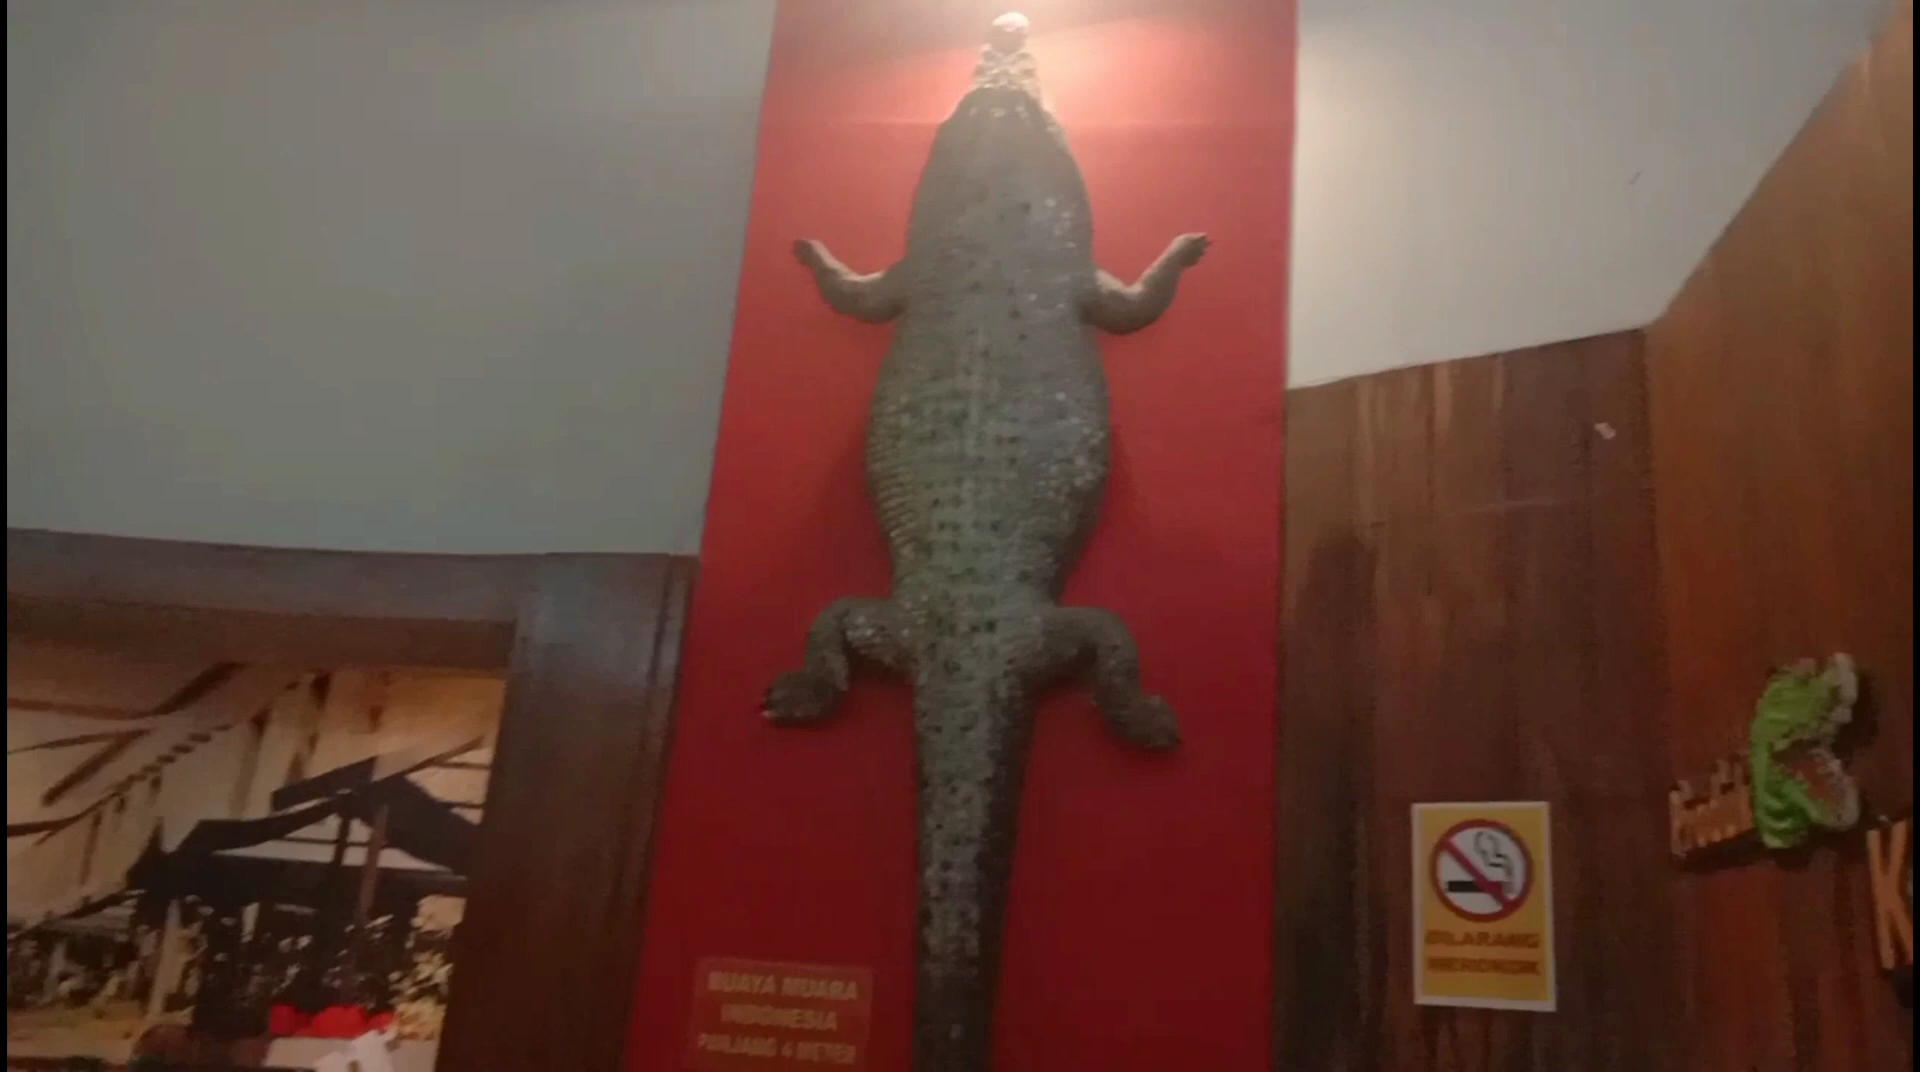 BUAYA MUARA
INDONESIA
PANJANG 4 METER
DILARANG
MEROKOK
K